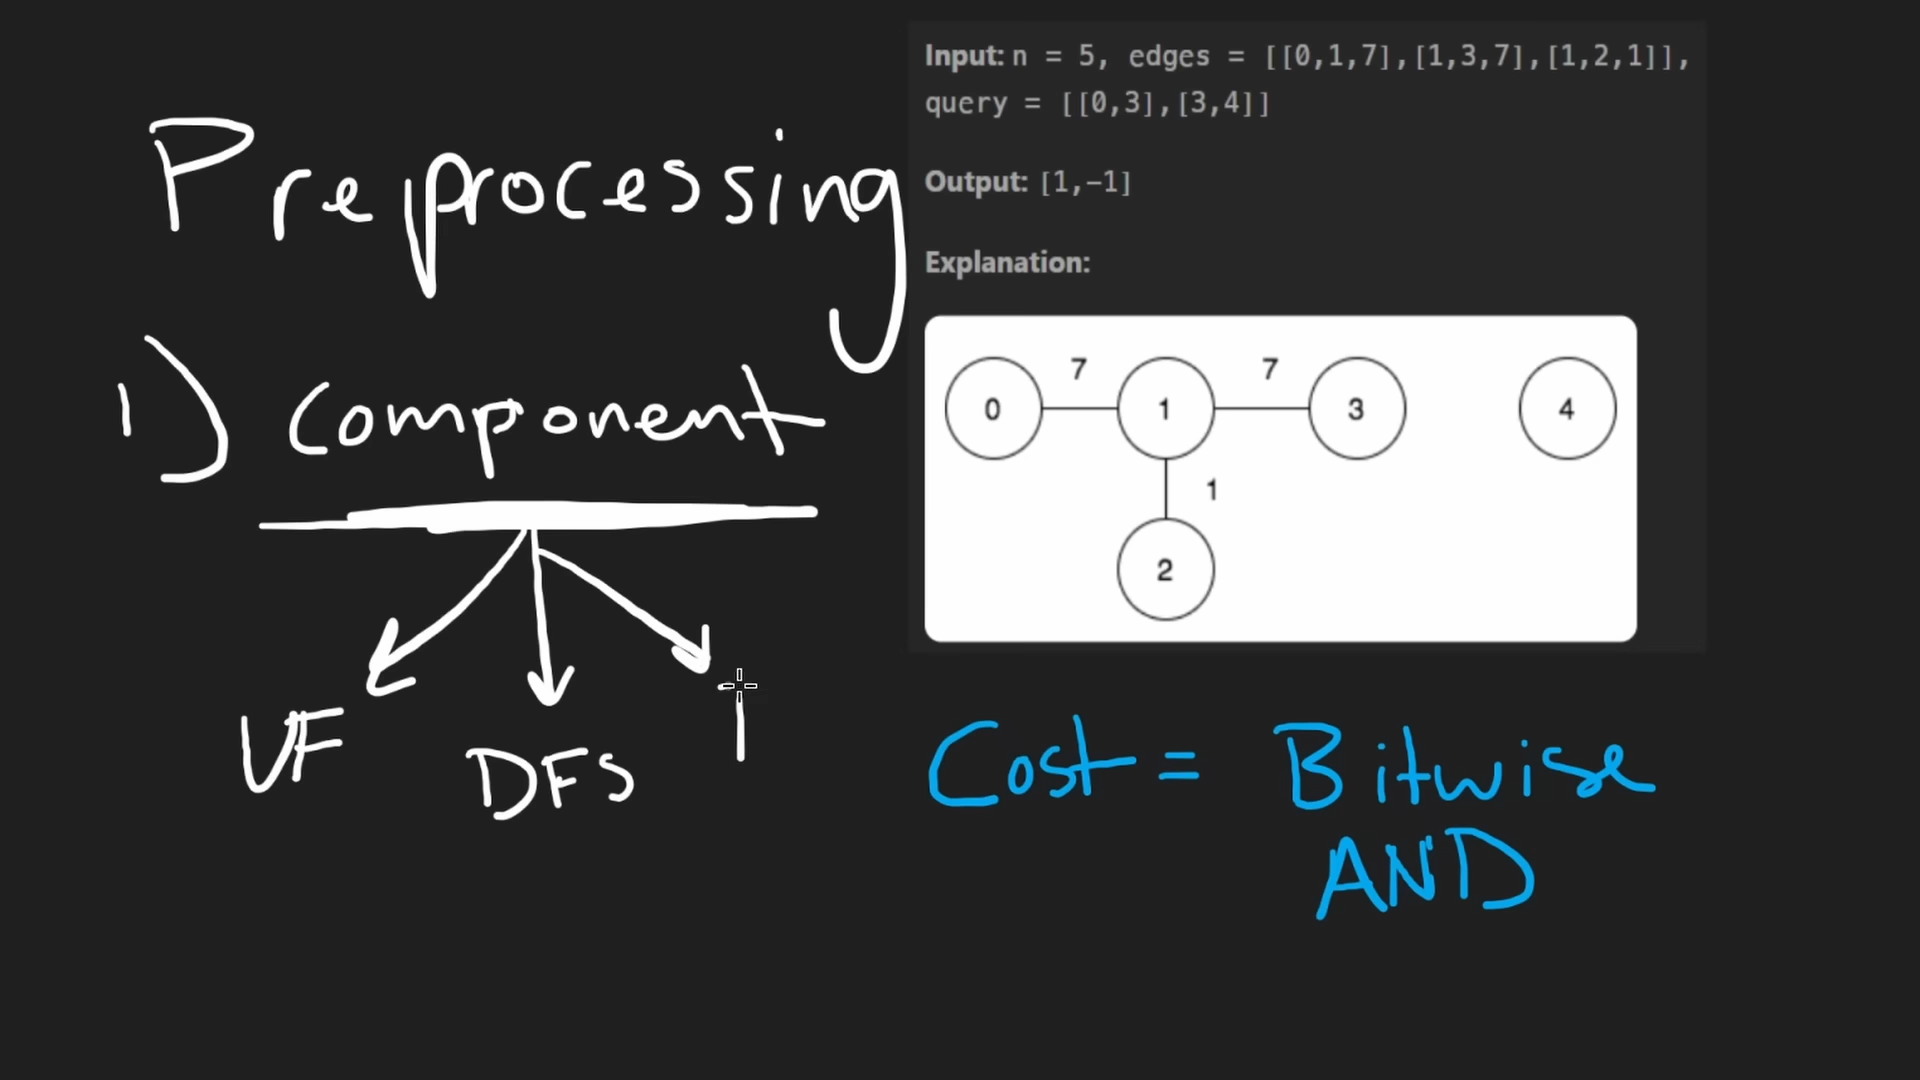 Preprocessing
1) Component
UF
DFS
Input: n = 5, edges = [[0,1,7],[1,3,7],[1,2,1]],
query = [[0,3],[3,4]]
Output: [1,-1]
Explanation:
7 7
0 1 3 4
1
2
Cost = Bitwise
AND